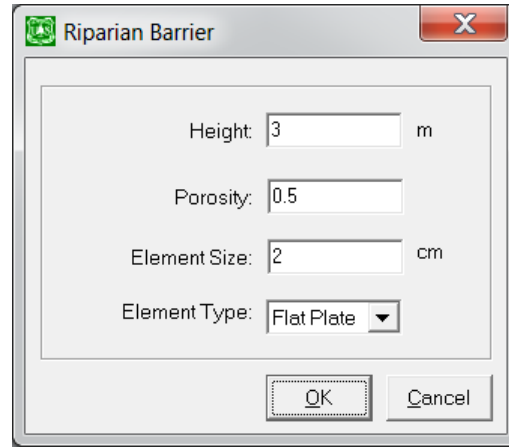 Riparian Barrier
X
Height: 3 m
Porosity: 0.5
Element Size: 2 cm
Element Type: Flat Plate
OK Cancel